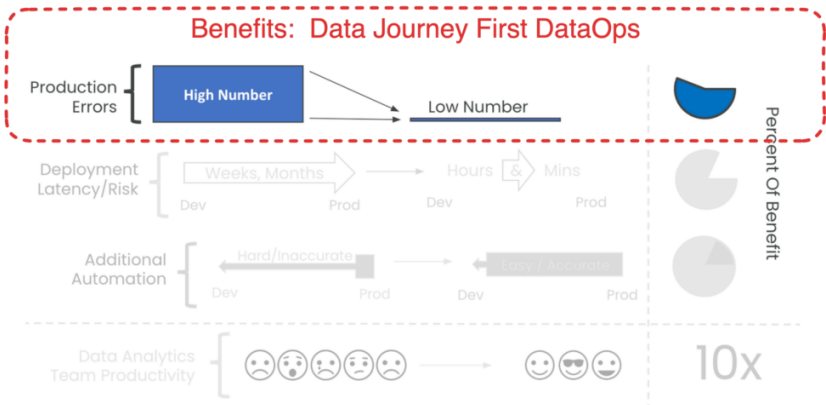 Benefits: Data Journey First DataOps
Production
Errors
High Number
Low Number
Percent Of Benefit
Deployment
Latency/Risk
Weeks, Months
Hours & Mins
Dev
Prod
Dev
Prod
Additional
Automation
Hard/Inaccurate
Easy / Accurate
Dev
Prod
Dev
Prod
Data Analytics
Team Productivity
10x